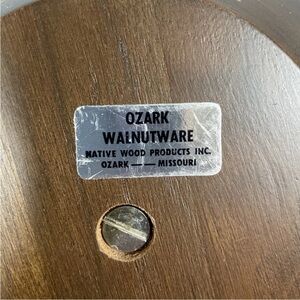 OZARK
WALNUTWARE
NATIVE WOOD PRODUCTS INC.
OZARK —— MISSOURI